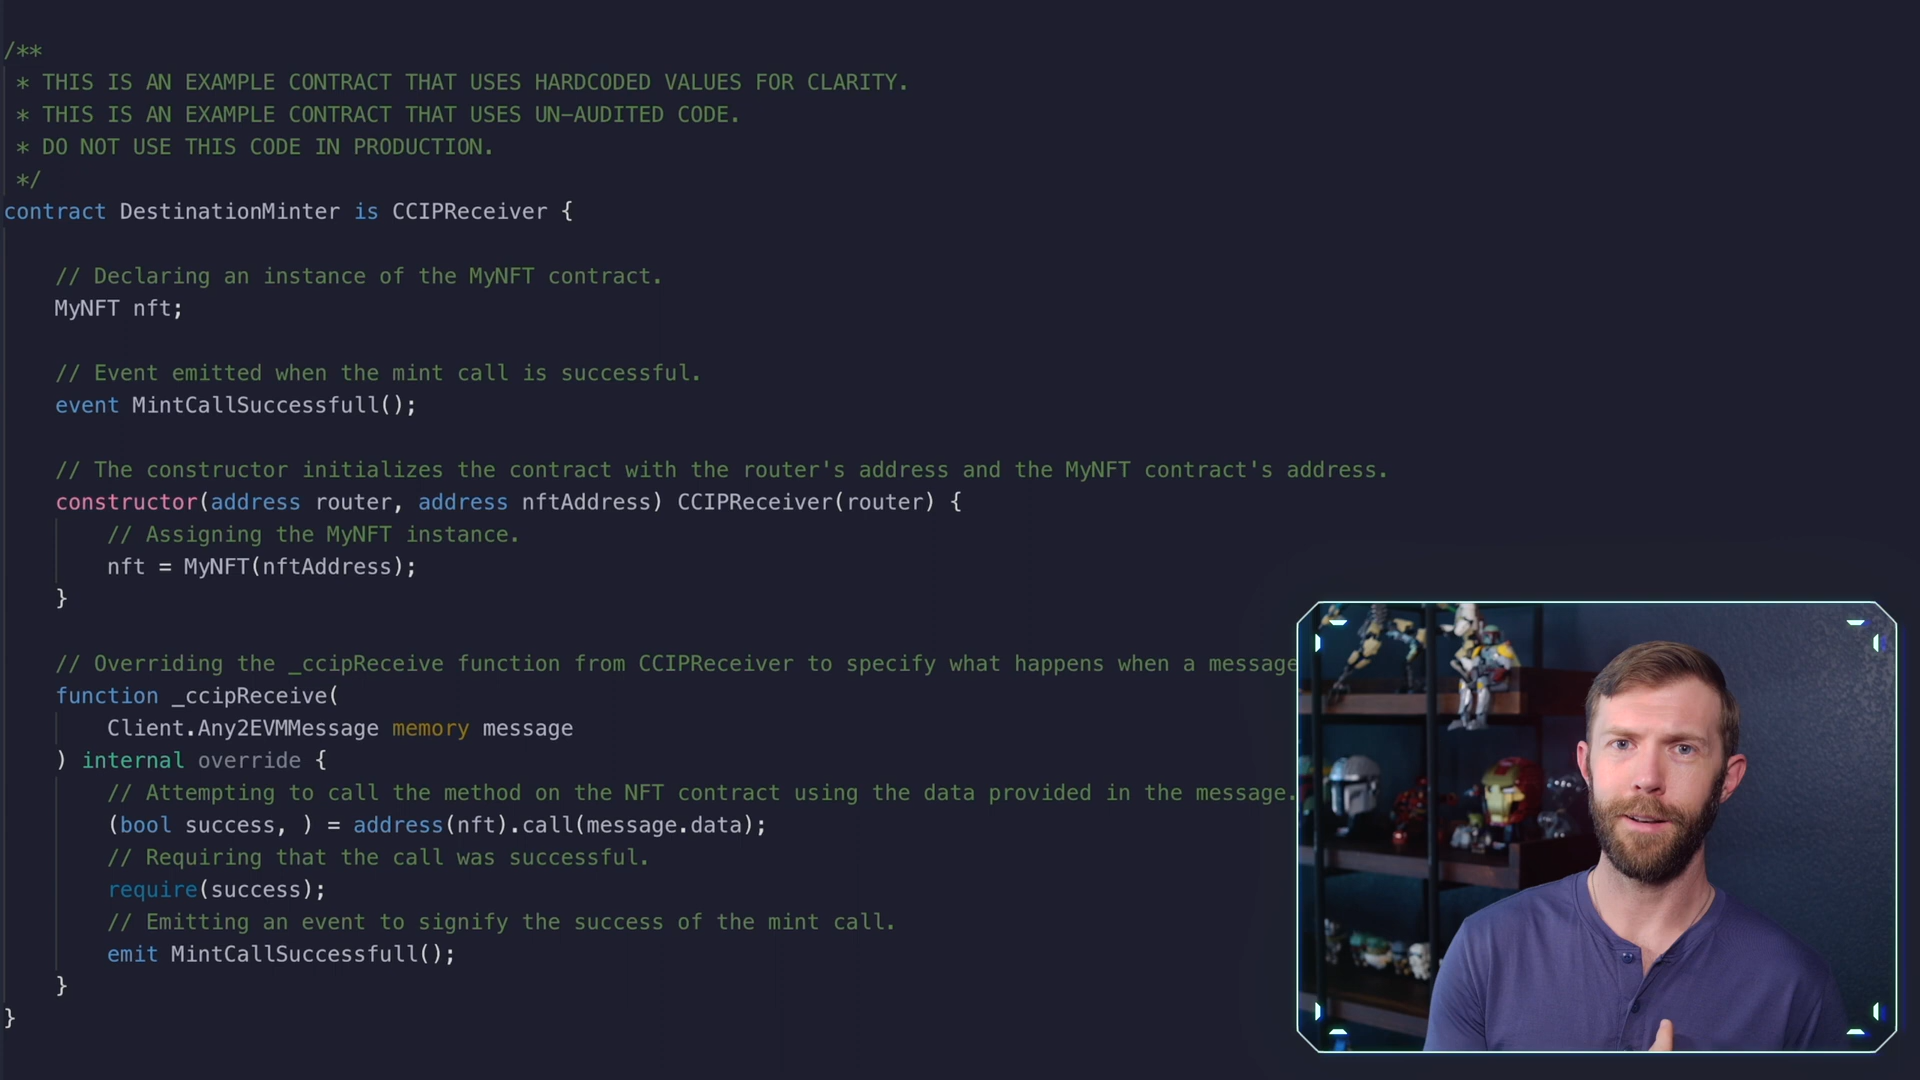 /**
* THIS IS AN EXAMPLE CONTRACT THAT USES HARDCODED VALUES FOR CLARITY.
* THIS IS AN EXAMPLE CONTRACT THAT USES UN-AUDITED CODE.
* DO NOT USE THIS CODE IN PRODUCTION.
*/
contract DestinationMinter is CCIPReceiver {
// Declaring an instance of the MyNFT contract.
MyNFT nft;
// Event emitted when the mint call is successful.
event MintCallSuccessfull();
// The constructor initializes the contract with the router's address and the MyNFT contract's address.
constructor(address router, address nftAddress) CCIPReceiver(router) {
// Assigning the MyNFT instance.
nft = MyNFT(nftAddress);
}
// Overriding the _ccipReceive function from CCIPReceiver to specify what happens when a message
function _ccipReceive(
Client.Any2EVMMessage memory message
) internal override {
// Attempting to call the method on the NFT contract using the data provided in the message.
(bool success, ) = address(nft).call(message.data);
// Requiring that the call was successful.
require(success);
// Emitting an event to signify the success of the mint call.
emit MintCallSuccessfull();
}
}